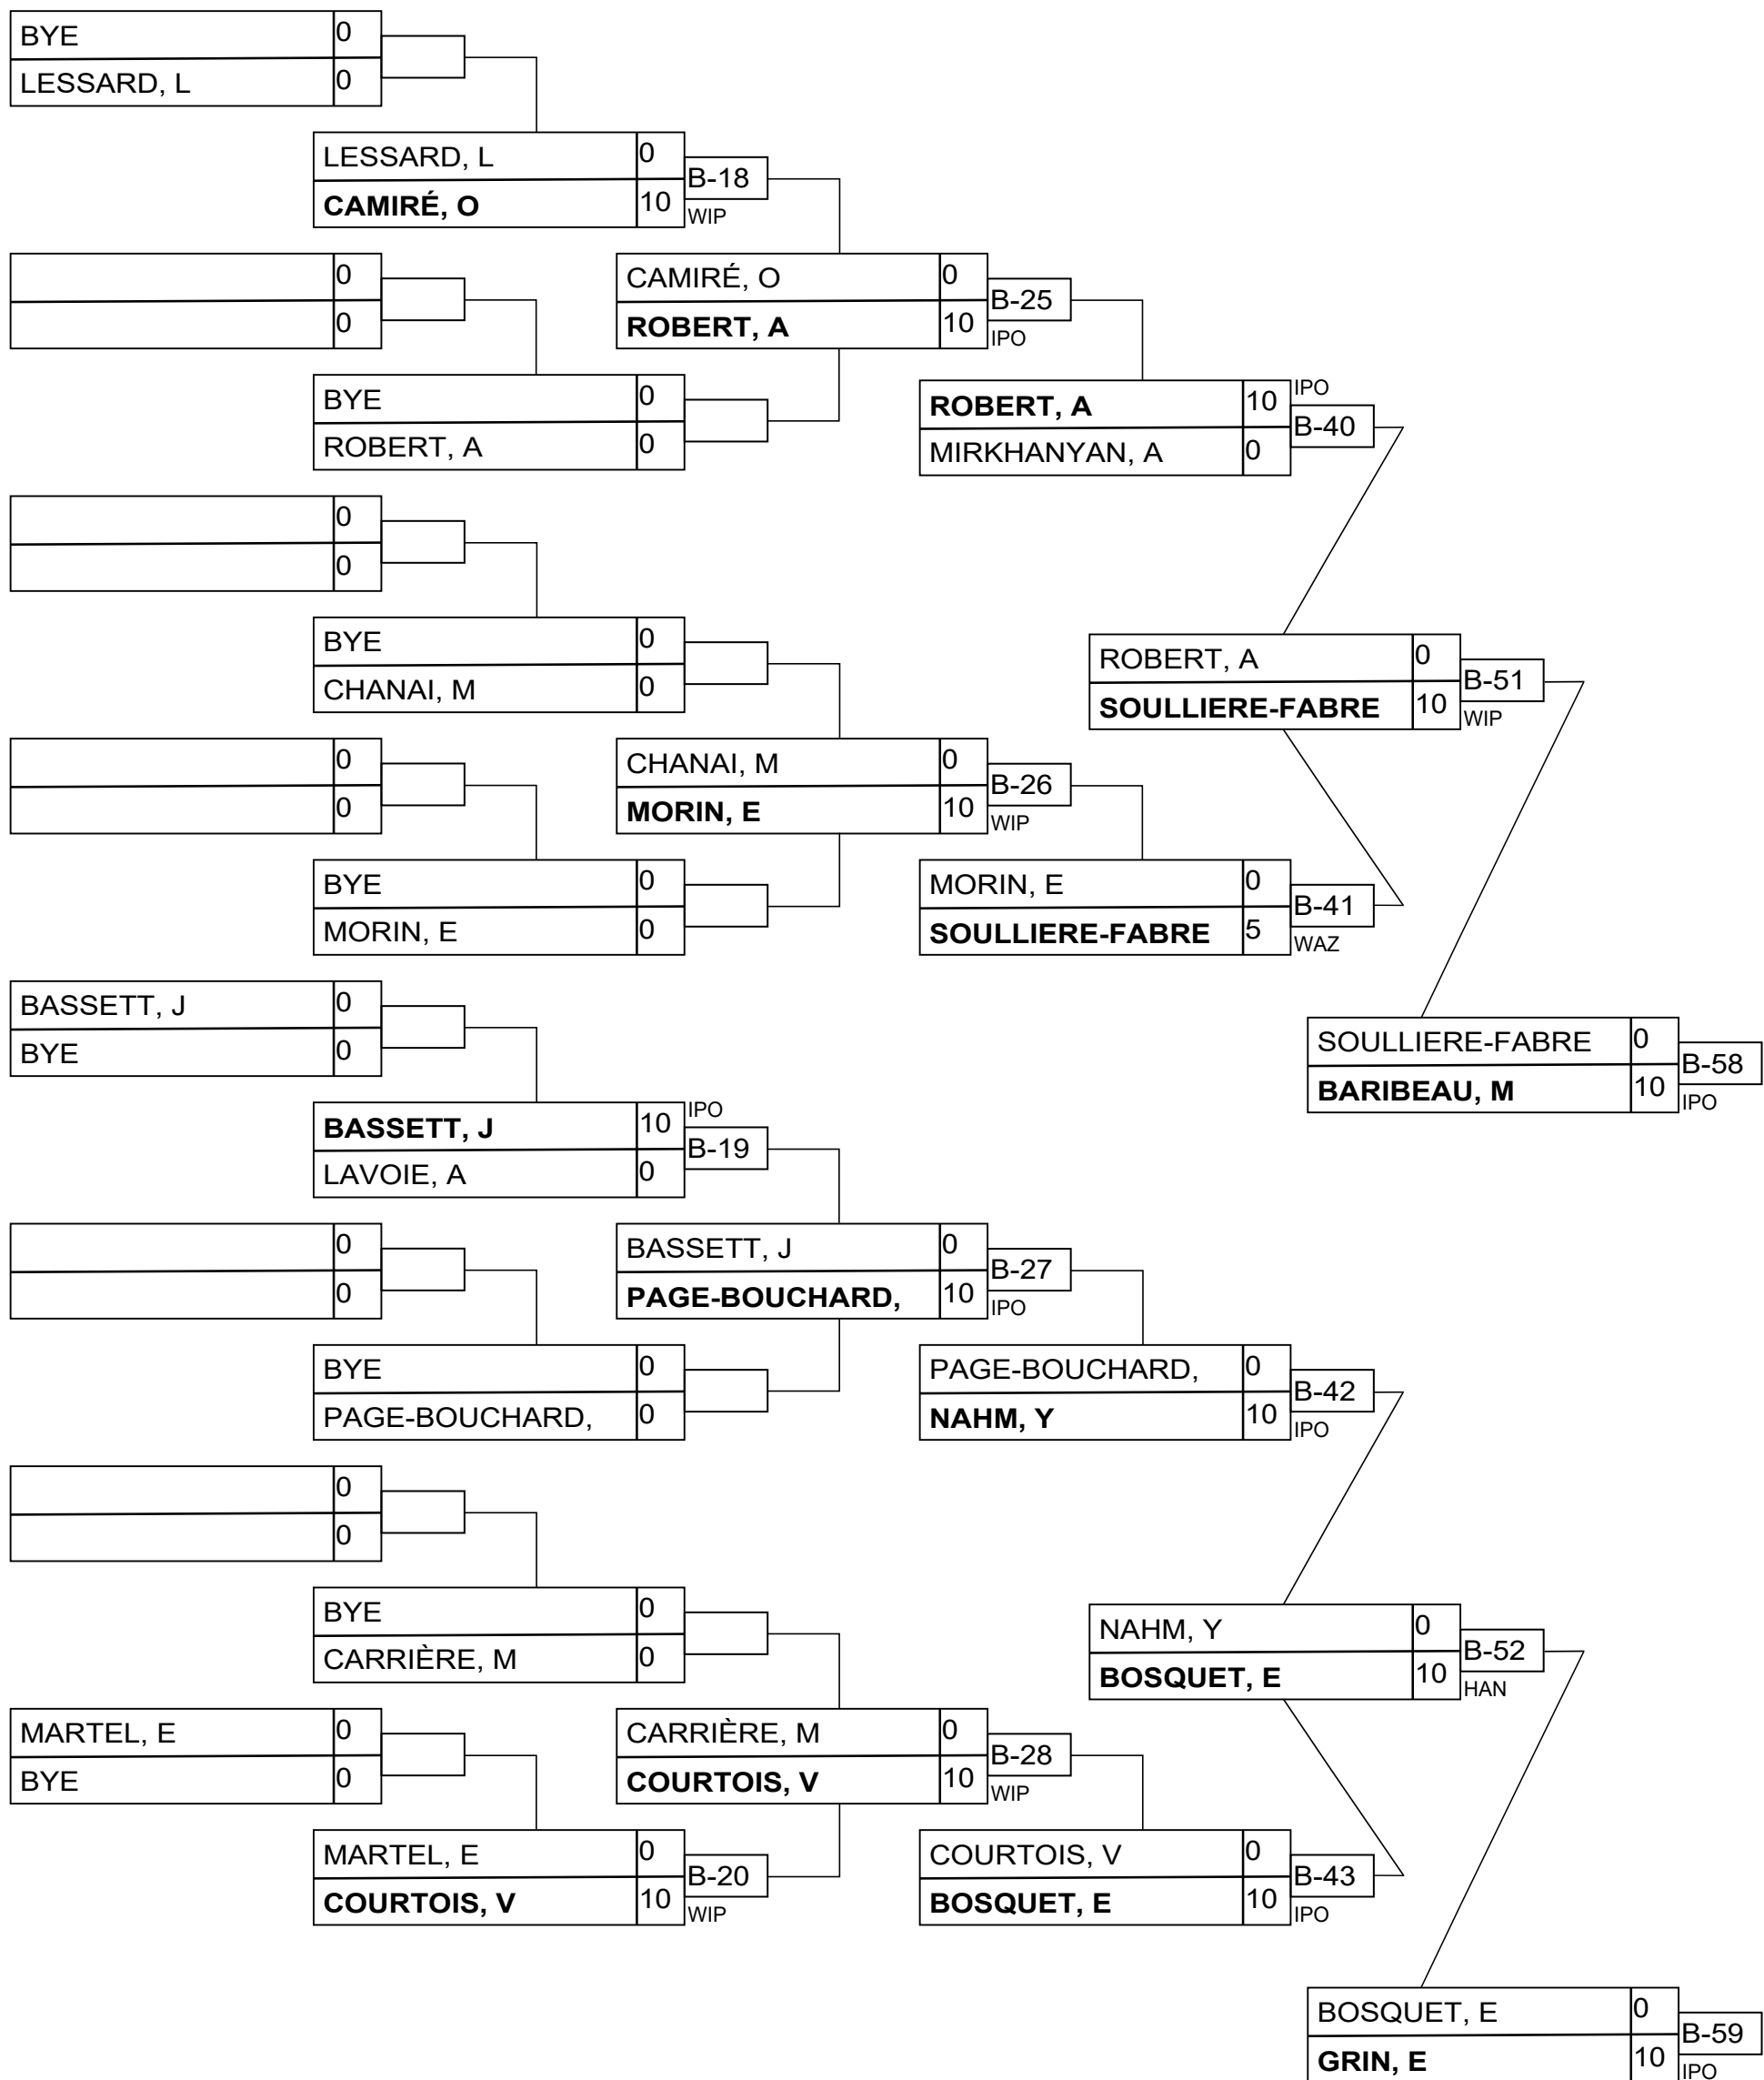 BYE 0
LESSARD, L 0
LESSARD, L 0
B-18
CAMIRÉ, O 10
WIP
0
0
CAMIRÉ, O 0
B-25
ROBERT, A 10
IPO
BYE 0
ROBERT, A 0
ROBERT, A 10
IPO
B-40
MIRKHANYAN, A 0
0
0
BYE 0
CHANAI, M 0
ROBERT, A 0
B-51
SOULLIERE-FABRE 10
WIP
0
0
CHANAI, M 0
B-26
MORIN, E 10
WIP
BYE 0
MORIN, E 0
MORIN, E 0
B-41
SOULLIERE-FABRE 5
WAZ
BASSETT, J 0
BYE 0
SOULLIERE-FABRE 0
B-58
BARIBEAU, M 10
IPO
BASSETT, J 10
IPO
B-19
LAVOIE, A 0
0
0
BASSETT, J 0
B-27
PAGE-BOUCHARD, 10
IPO
BYE 0
PAGE-BOUCHARD, 0
PAGE-BOUCHARD, 0
B-42
NAHM, Y 10
IPO
0
0
BYE 0
CARRIÈRE, M 0
NAHM, Y 0
B-52
BOSQUET, E 10
HAN
MARTEL, E 0
BYE 0
CARRIÈRE, M 0
B-28
COURTOIS, V 10
WIP
MARTEL, E 0
B-20
COURTOIS, V 10
WIP
COURTOIS, V 0
B-43
BOSQUET, E 10
IPO
BOSQUET, E 0
B-59
GRIN, E 10
IPO